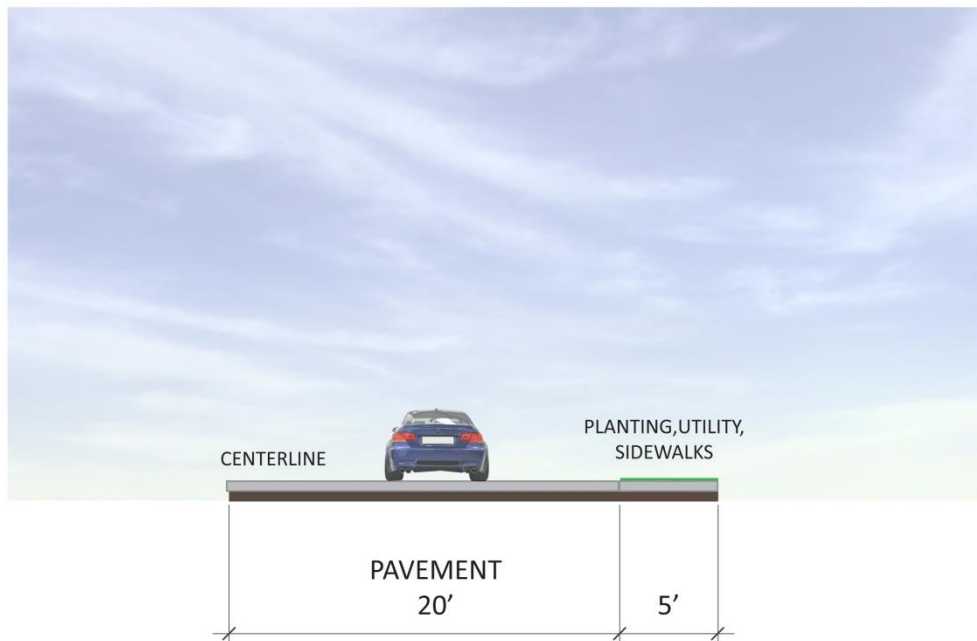 PLANTING,UTILITY,
SIDEWALKS
CENTERLINE
PAVEMENT
20’
5’